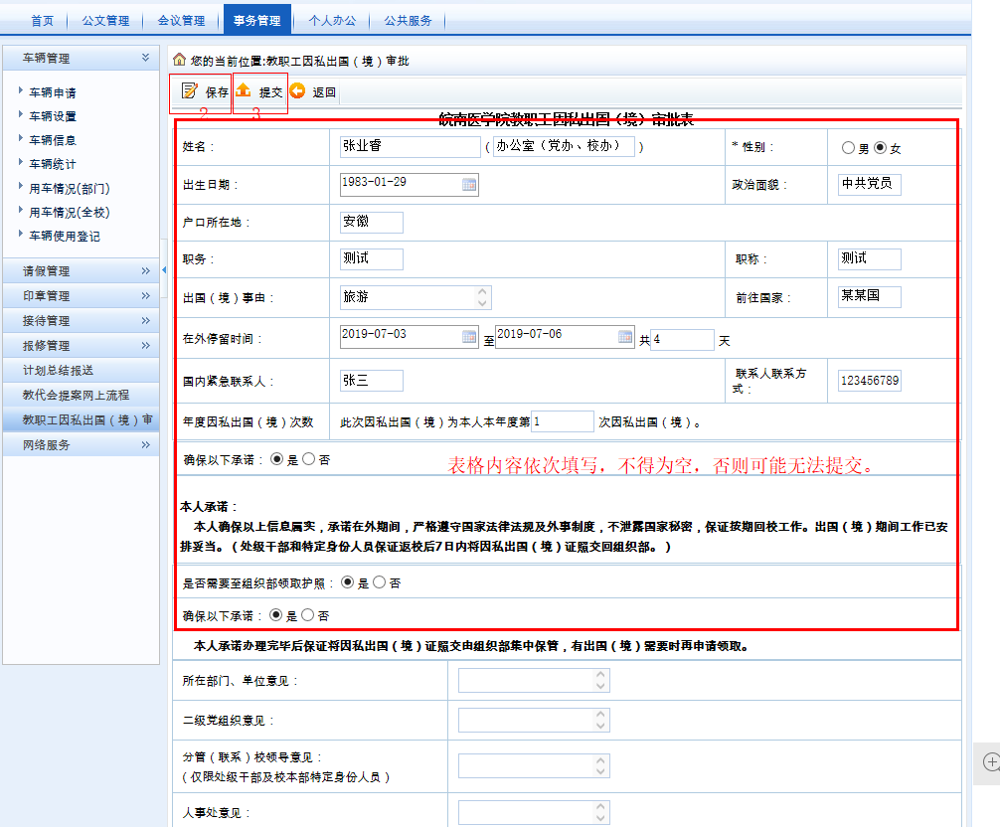 首页 公文管理 会议管理 事务管理 个人办公 公共服务
车辆管理
车辆申请
车辆设置
车辆信息
车辆统计
用车情况(部门)
用车情况(全校)
车辆使用登记
请假管理
印章管理
接待管理
报修管理
计划总结报送
教代会提案网上流程
教职工因私出国（境）审
网络服务
您的当前位置:教职工因私出国（境）审批
保存 提交 返回
2 3
皖南医学院教职工因私出国（境）审批表
姓名： 张业睿 （ 办公室（党办、校办） ） * 性别： 男 女
出生日期： 1983-01-29 政治面貌： 中共党员
户口所在地： 安徽
职务： 测试 职称： 测试
出国（境）事由： 旅游 前往国家： 某某国
在外停留时间： 2019-07-03 至 2019-07-06 共 4 天
国内紧急联系人： 张三 联系人联系方式： 123456789
年度因私出国（境）次数 此次因私出国（境）为本人本年度第 1 次因私出国（境）。
确保以下承诺： 是 否
表格内容依次填写，不得为空，否则可能无法提交。
本人承诺：
本人确保以上信息属实，承诺在外期间，严格遵守国家法律法规及外事制度，不泄露国家秘密，保证按期回校工作。出国（境）期间工作已安
排妥当。（处级干部和特定身份人员保证返校后7日内将因私出国（境）证照交回组织部。）
是否需要至组织部领取护照： 是 否
确保以下承诺： 是 否
本人承诺办理完毕后保证将因私出国（境）证照交由组织部集中保管，有出国（境）需要时再申请领取。
所在部门、单位意见：
二级党组织意见：
分管（联系）校领导意见：
（仅限处级干部及校本部特定身份人员）
人事处意见：